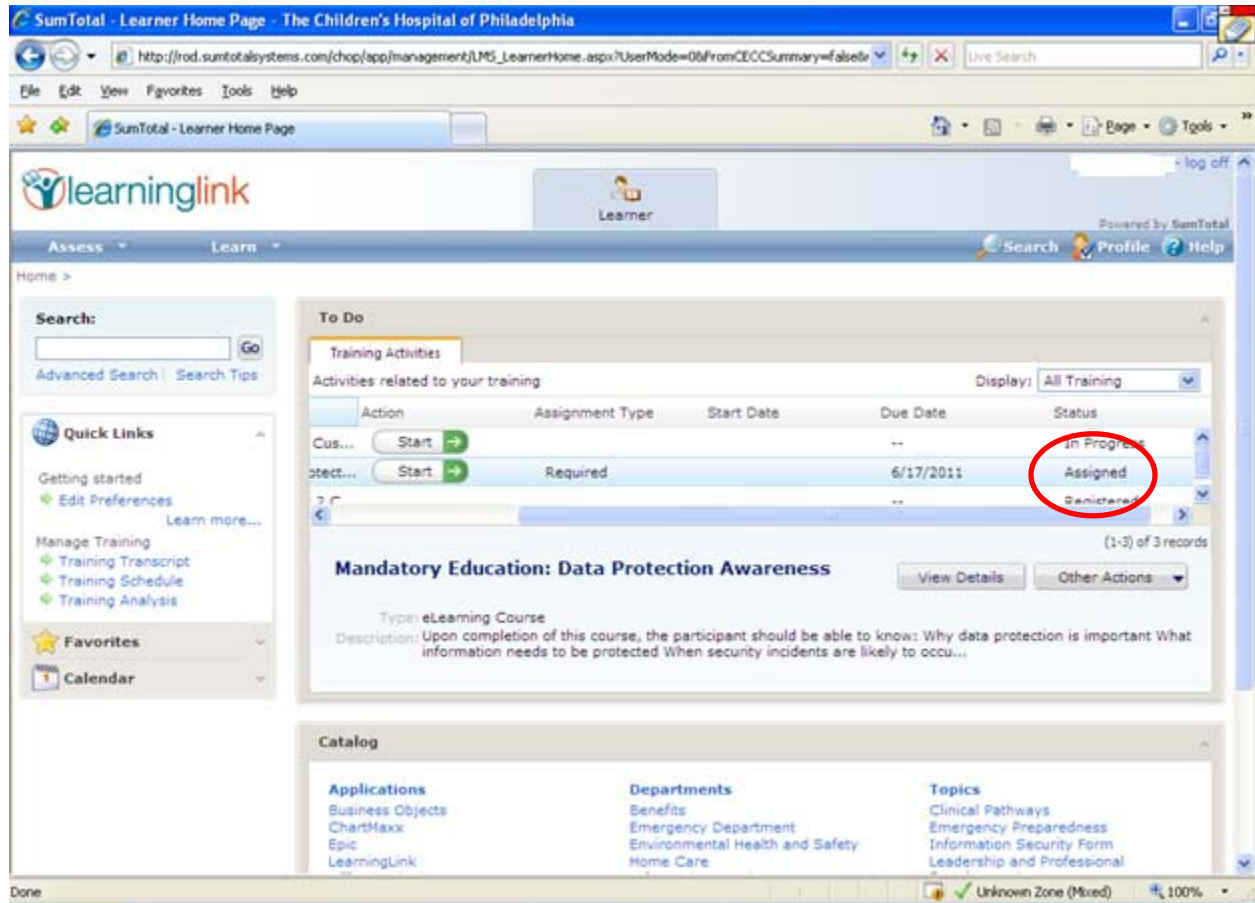 SumTotal - Learner Home Page - The Children's Hospital of Philadelphia
http://irod.sumtotalsystems.com/chop/app/management/LMS_LearnerHome.aspx?UserMode=0&FromCECCSummary=false& Live Search
File Edit View Favorites Tools Help
SumTotal - Learner Home Page Page Tools
learninglink
Learner
- log off
Powered by SumTotal
Assess Learn Search Profile Help
Home >
Search:
Go
Advanced Search Search Tips
Quick Links
Getting started
Edit Preferences
Learn more...
Manage Training
Training Transcript
Training Schedule
Training Analysis
Favorites
Calendar
To Do
Training Activities
Activities related to your training Display: All Training
Action Assignment Type Start Date Due Date Status
Cus... Start -- In Progress
otect... Start Required 6/17/2011 Assigned
2 C -- Registered
(1-3) of 3 records
Mandatory Education: Data Protection Awareness View Details Other Actions
Type: eLearning Course
Description: Upon completion of this course, the participant should be able to know: Why data protection is important What
information needs to be protected When security incidents are likely to occu...
Catalog
Applications Departments Topics
Business Objects Benefits Clinical Pathways
ChartMaxx Emergency Department Emergency Preparedness
Epic Environmental Health and Safety Information Security Form
LearningLink Home Care Leadership and Professional
Done Unknown Zone (Mixed) 100%